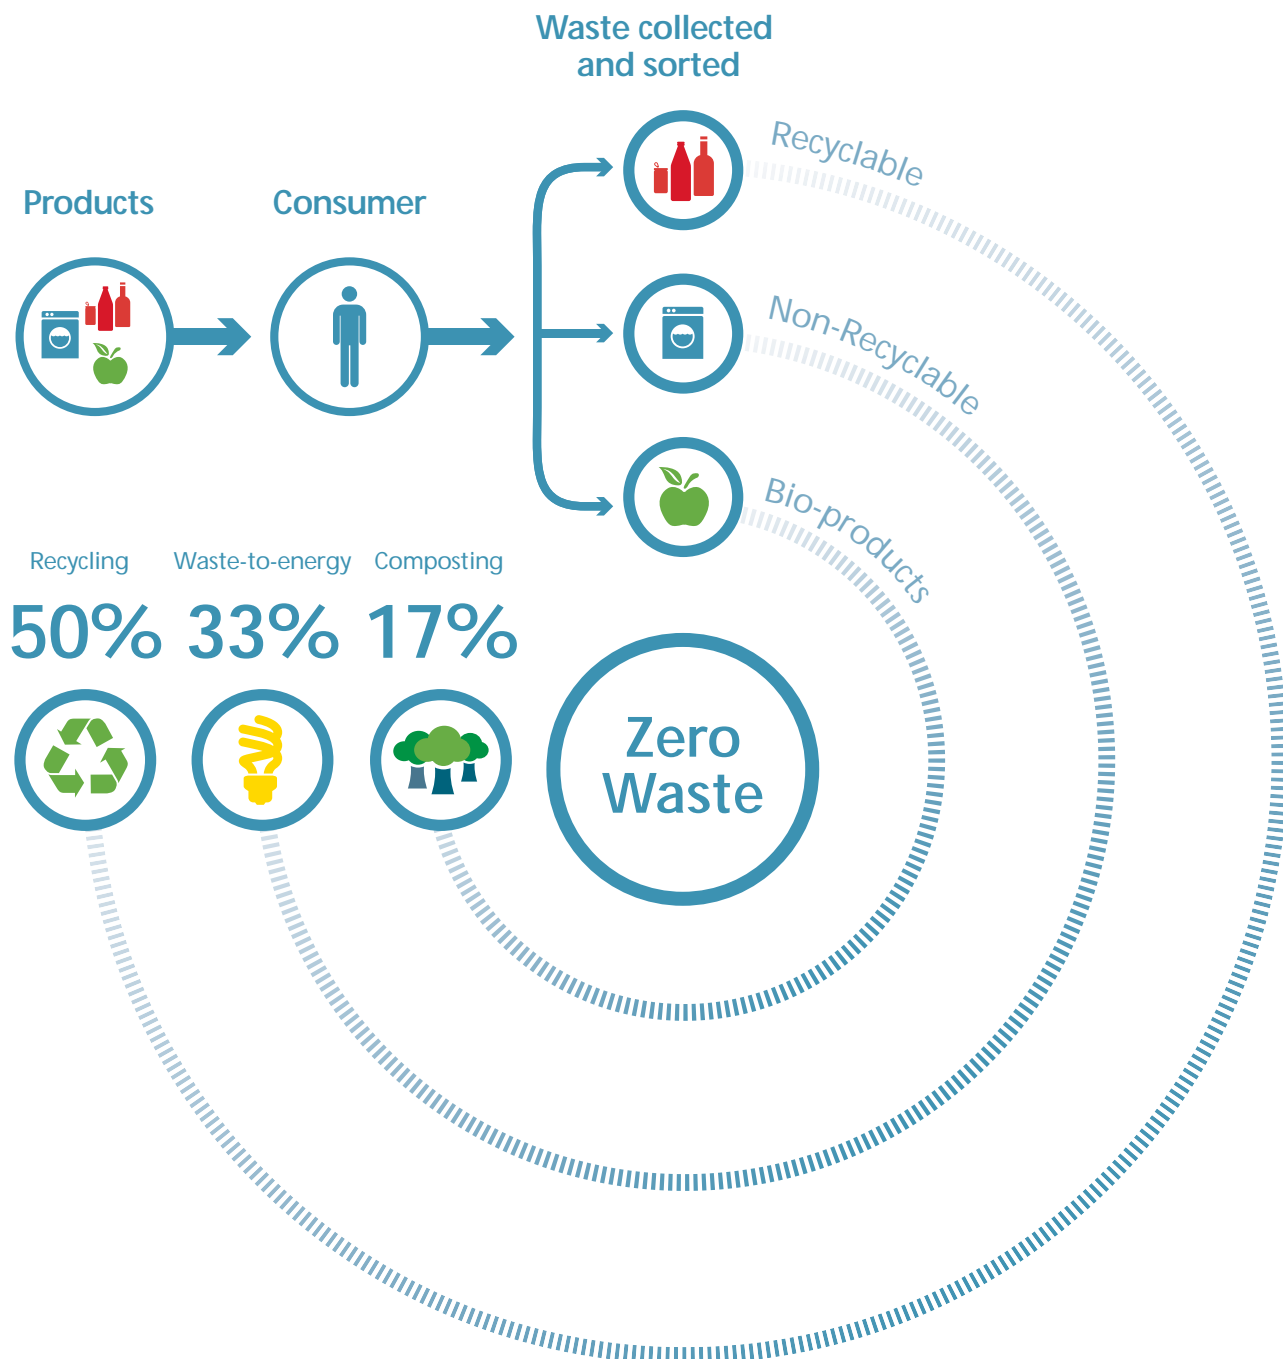 Waste collected
and sorted
Products
Consumer
Recyclable
Non-Recyclable
Bio-products
Recycling
Waste-to-energy
Composting
50%
33%
17%
Zero
Waste